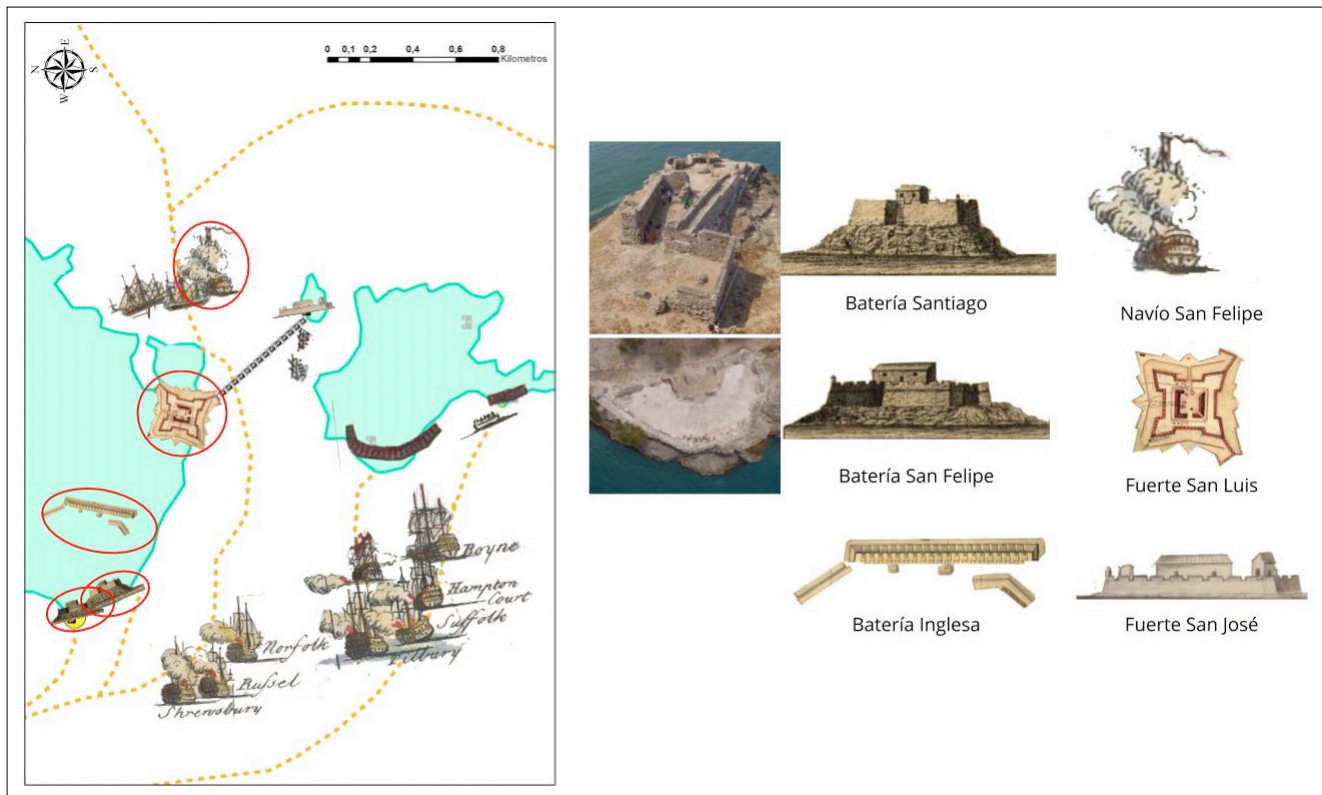 E
N
S
W
0 0,1 0,2 0,4 0,6 0,8
Kilometros
Boyne
Hampton
Court
Suffolk
Tilbury
Norfolk
Russel
Shrewsbury
Batería Santiago
Navío San Felipe
Batería San Felipe
Fuerte San Luis
Batería Inglesa
Fuerte San José